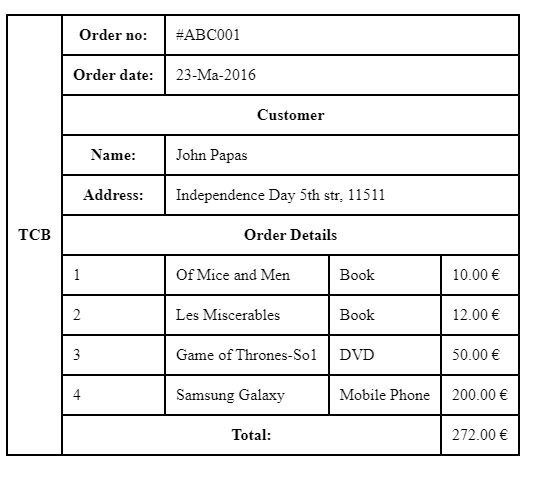 TCB
Order no: #ABC001
Order date: 23-Ma-2016
Customer
Name: John Papas
Address: Independence Day 5th str, 11511
Order Details
1 Of Mice and Men Book 10.00 €
2 Les Miscerables Book 12.00 €
3 Game of Thrones-So1 DVD 50.00 €
4 Samsung Galaxy Mobile Phone 200.00 €
Total: 272.00 €